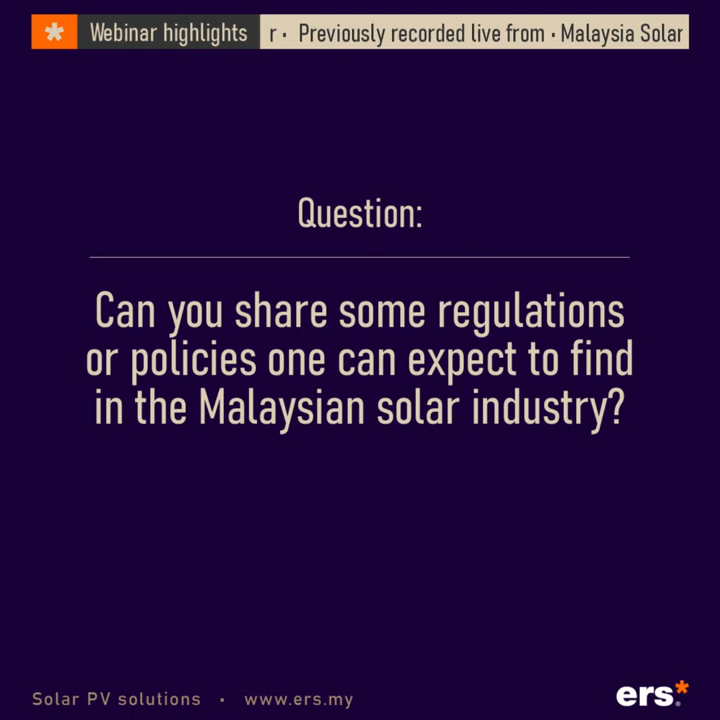 * Webinar highlights r · Previously recorded live from · Malaysia Solar
Question:
Can you share some regulations
or policies one can expect to find
in the Malaysian solar industry?
Solar PV solutions · www.ers.my
ers.*®